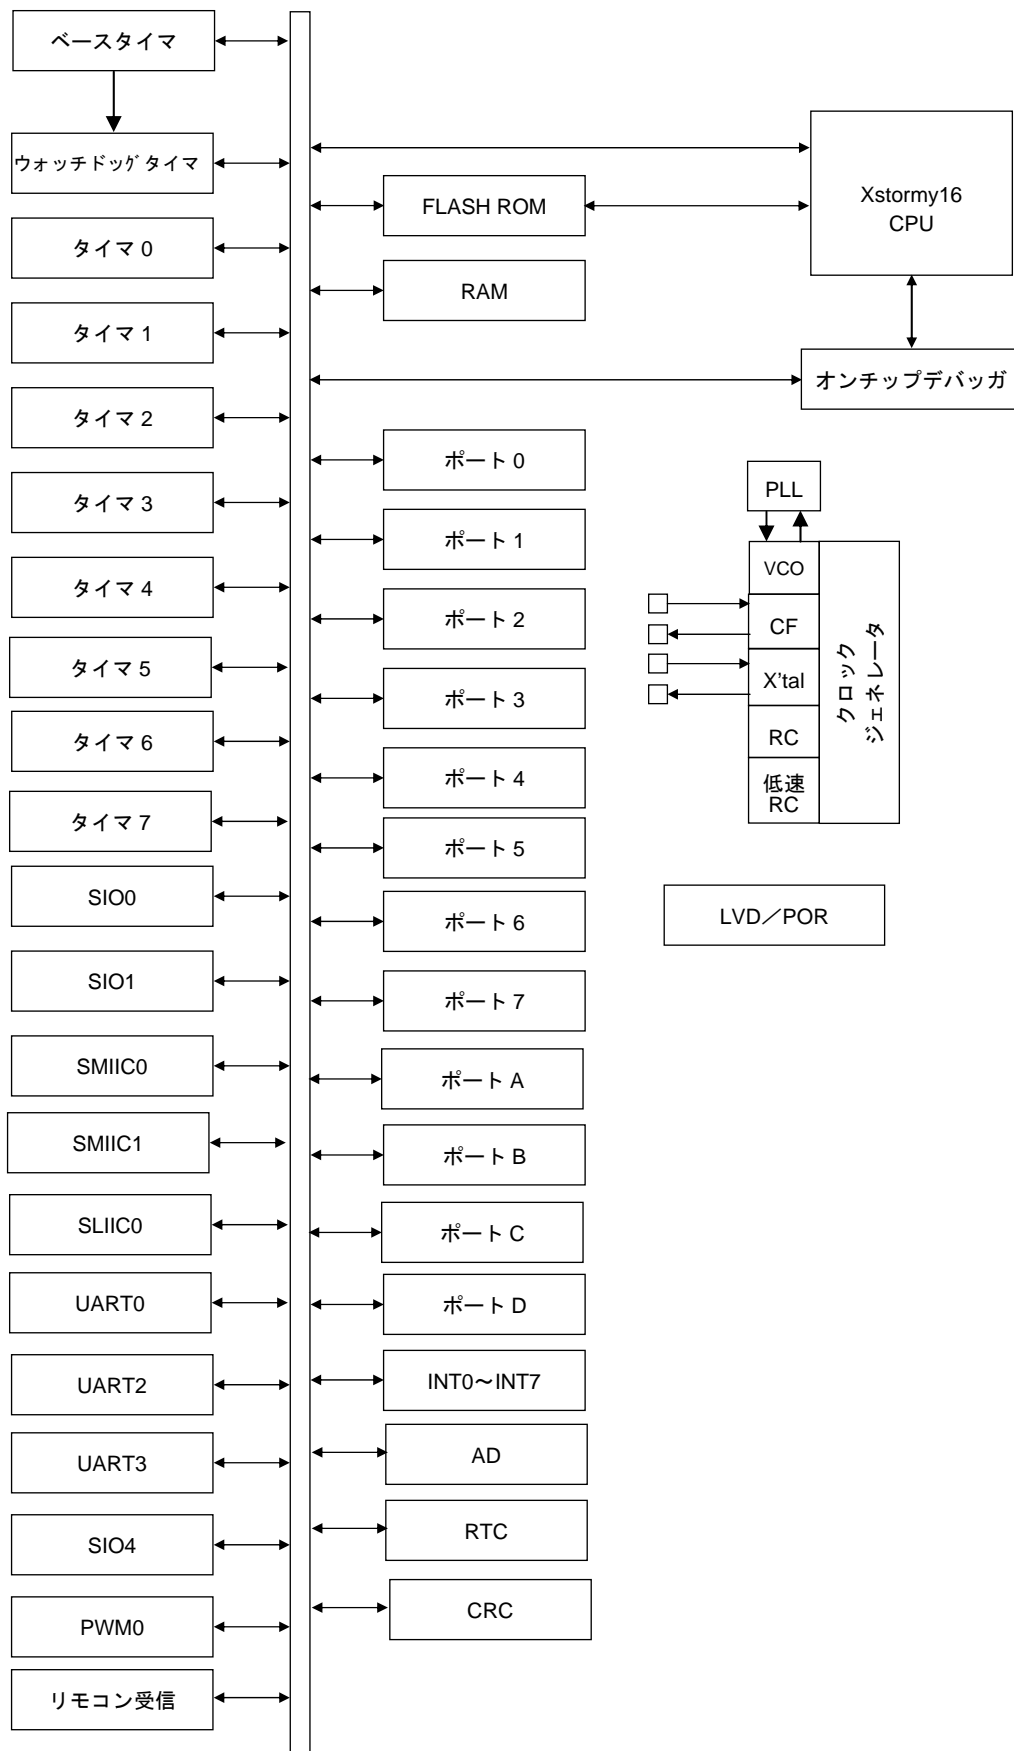 ベースタイマ
ウォッチドッグタイマ
タイマ 0
タイマ 1
タイマ 2
タイマ 3
タイマ 4
タイマ 5
タイマ 6
タイマ 7
SIO0
SIO1
SMIIC0
SMIIC1
SLIIC0
UART0
UART2
UART3
SIO4
PWM0
リモコン受信
FLASH ROM
RAM
ポート 0
ポート 1
ポート 2
ポート 3
ポート 4
ポート 5
ポート 6
ポート 7
ポート A
ポート B
ポート C
ポート D
INT0～INT7
AD
RTC
CRC
Xstormy16
CPU
オンチップデバッガ
PLL
VCO
CF
X'tal
RC
低速
RC
クロック
ジェネレータ
LVD／POR